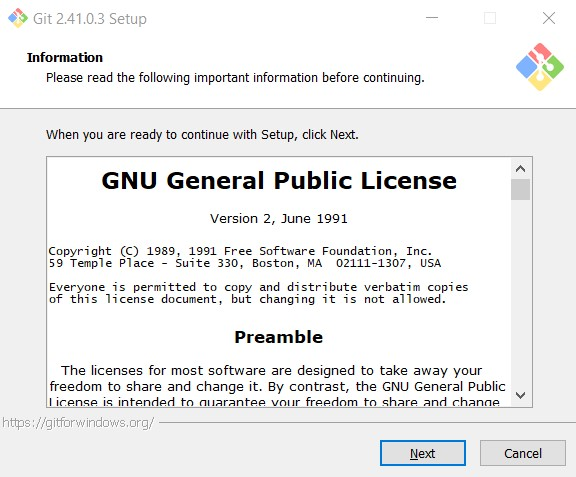 Git 2.41.0.3 Setup
Information
Please read the following important information before continuing.
When you are ready to continue with Setup, click Next.
GNU General Public License
Version 2, June 1991
Copyright (C) 1989, 1991 Free Software Foundation, Inc.
59 Temple Place - Suite 330, Boston, MA  02111-1307, USA
Everyone is permitted to copy and distribute verbatim copies
of this license document, but changing it is not allowed.
Preamble
The licenses for most software are designed to take away your
freedom to share and change it. By contrast, the GNU General Public
License is intended to guarantee your freedom to share and change
https://gitforwindows.org/
Next
Cancel